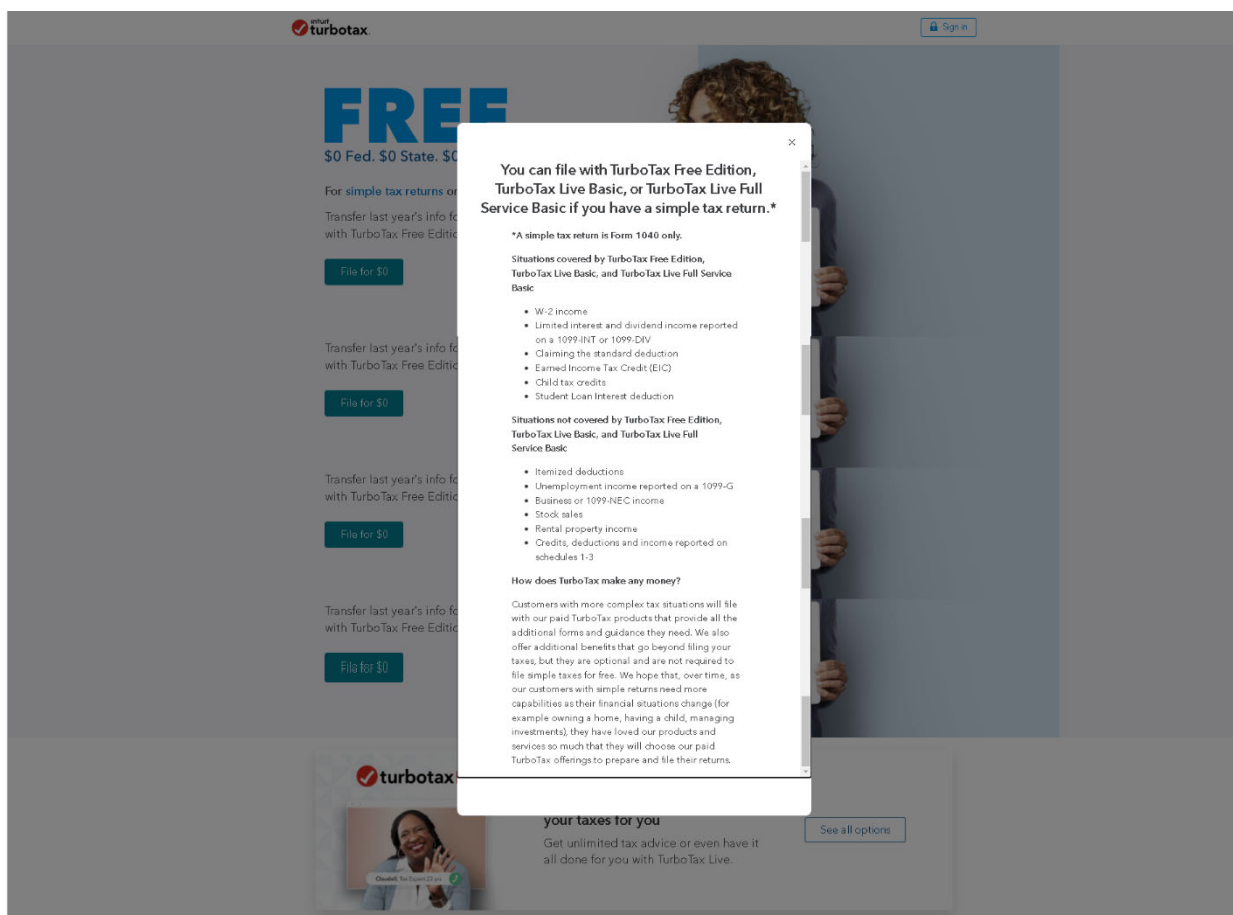 intuit
turbotax.
Sign in
FREE
$0 Fed. $0 State. $0
For simple tax returns
Transfer last year's info
with TurboTax Free
File for $0
Transfer last year's info
with TurboTax Free
File for $0
Transfer last year's info
with TurboTax Free
File for $0
Transfer last year's info
with TurboTax Free
File for $0
×
You can file with TurboTax Free Edition,
TurboTax Live Basic, or TurboTax Live Full
Service Basic if you have a simple tax return.*
*A simple tax return is Form 1040 only.
Situations covered by TurboTax Free Edition,
TurboTax Live Basic, and TurboTax Live Full Service
Basic
• W-2 income
• Limited interest and dividend income reported
on a 1099-INT or 1099-DIV
• Claiming the standard deduction
• Earned Income Tax Credit (EIC)
• Child tax credits
• Student Loan Interest deduction
Situations not covered by TurboTax Free Edition,
TurboTax Live Basic, and TurboTax Live Full
Service Basic
• Itemized deductions
• Unemployment income reported on a 1099-G
• Business or 1099-NEC income
• Stock sales
• Rental property income
• Credits, deductions and income reported on
schedules 1-3
How does TurboTax make any money?
Customers with more complex tax situations will file
with our paid TurboTax products that provide all the
additional forms and guidance they need. We also
offer additional benefits that go beyond filing your
taxes, but they are optional and are not required to
file simple taxes for free. We hope that, over time, as
our customers with simple returns need more
capabilities as their financial situations change (for
example owning a home, having a child, managing
investments), they have loved our products and
services so much that they will choose our paid
TurboTax offerings to prepare and file their returns.
turbotax
your taxes for you
Get unlimited tax advice or even have it
all done for you with TurboTax Live.
See all options
Tax Expert